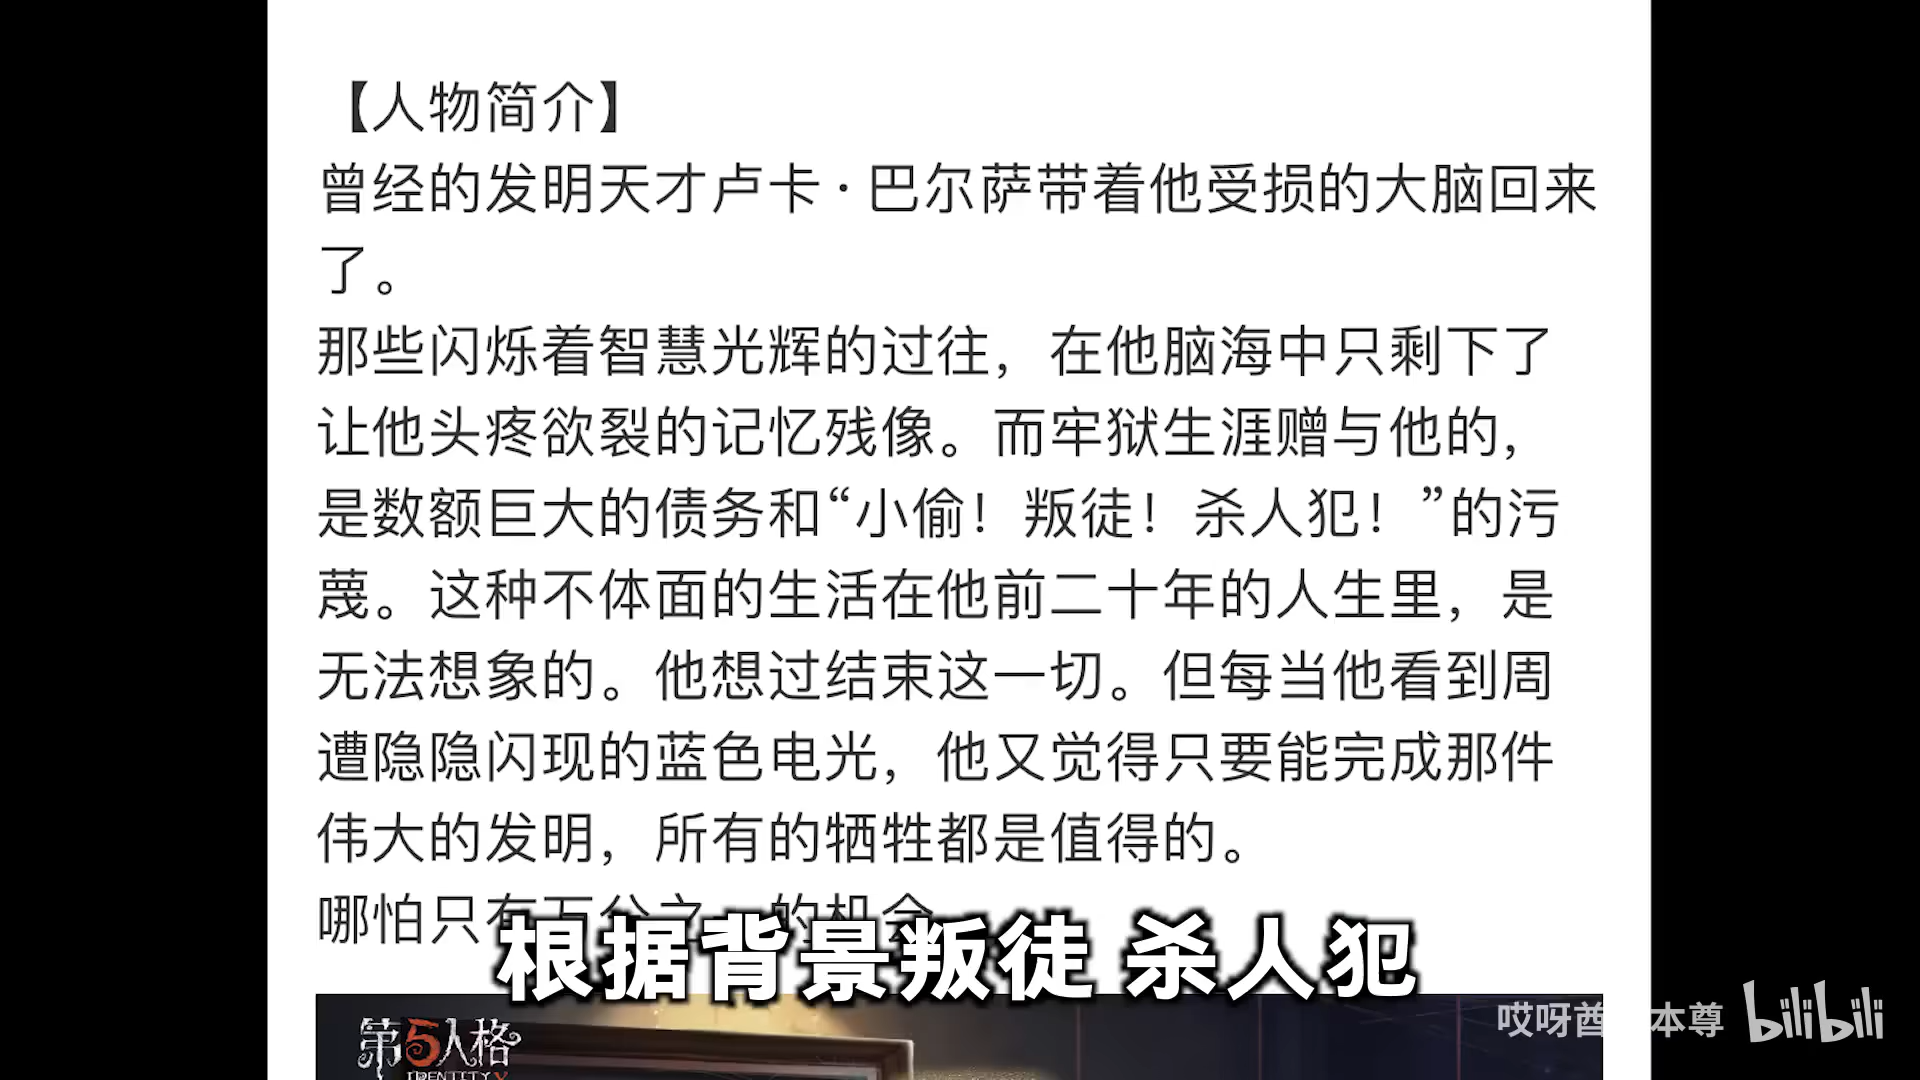 【人物简介】
曾经的发明天才卢卡·巴尔萨带着他受损的大脑回来
了。
那些闪烁着智慧光辉的过往，在他脑海中只剩下了
让他头疼欲裂的记忆残像。而牢狱生涯赠与他的，
是数额巨大的债务和“小偷！叛徒！杀人犯！”的污
蔑。这种不体面的生活在他前二十年的人生里，是
无法想象的。他想过结束这一切。但每当他看到周
遭隐隐闪现的蓝色电光，他又觉得只要能完成那件
伟大的发明，所有的牺牲都是值得的。
哪怕只有万分之一的机会
根据背景叛徒 杀人犯
第5人格
IDENTITY V
哎呀酋 本尊 bilibili